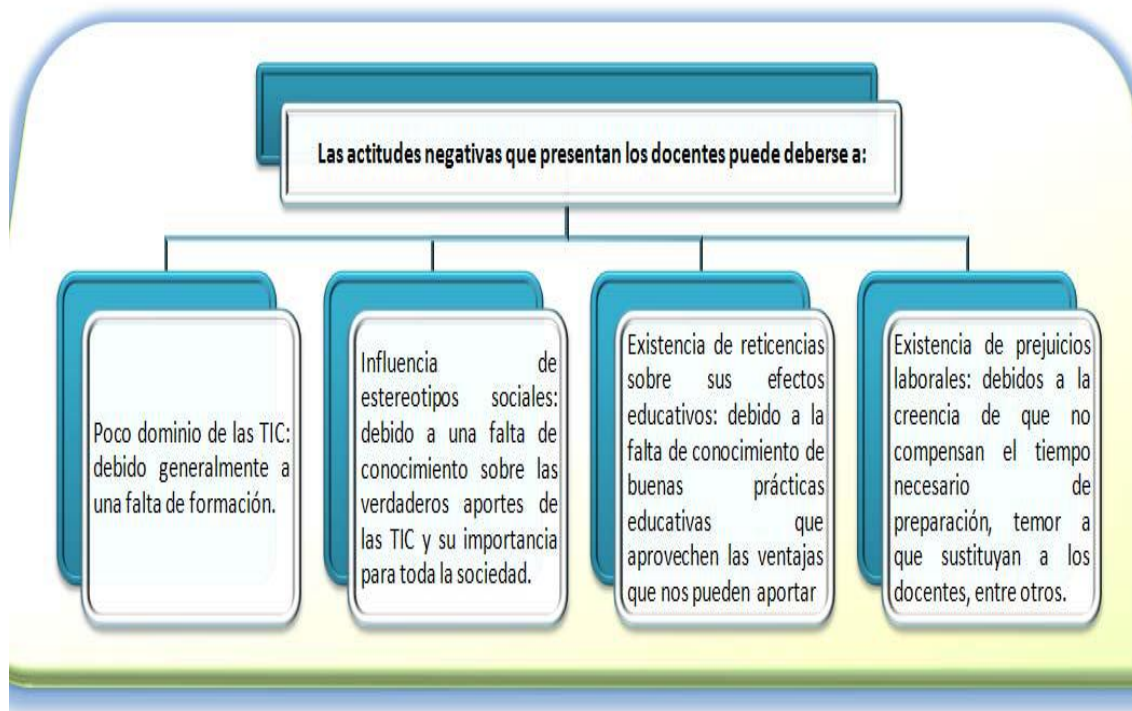 Las actitudes negativas que presentan los docentes puede deberse a:
Poco dominio de las TIC:
debido generalmente a
una falta de formación.
Influencia de
estereotipos sociales:
debido a una falta de
conocimiento sobre las
verdaderos aportes de
las TIC y su importancia
para toda la sociedad.
Existencia de reticencias
sobre sus efectos
educativos: debido a la
falta de conocimiento de
buenas prácticas
educativas que
aprovechen las ventajas
que nos pueden aportar
Existencia de prejuicios
laborales: debidos a la
creencia de que no
compensan el tiempo
necesario de
preparación, temor a
que sustituyan a los
docentes, entre otros.